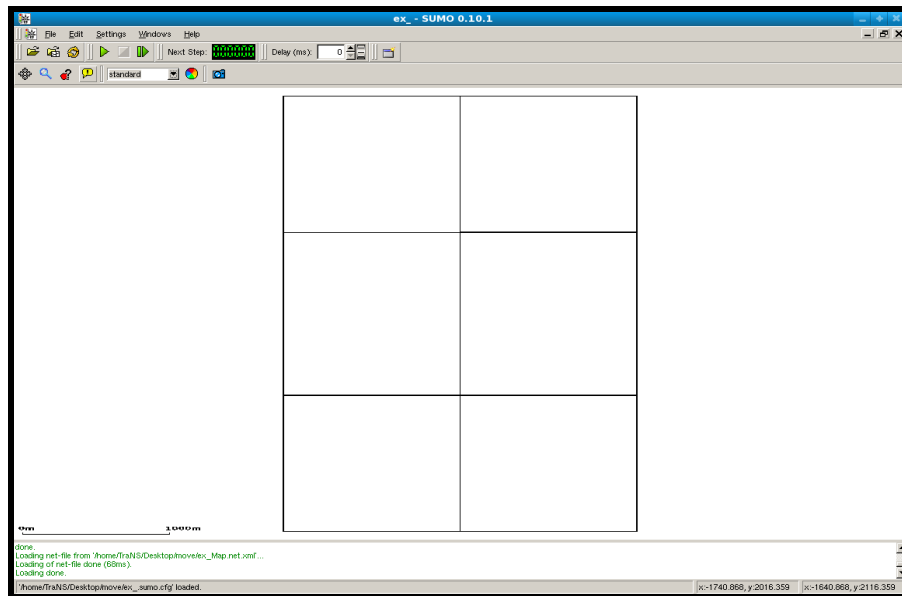 ex_ - SUMO 0.10.1
File Edit Settings Windows Help
Next Step: 000000 Delay (ms): 0
standard
0m 1000m
done.
Loading net-file from '/home/TraNS/Desktop/move/ex_Map.net.xml'...
Loading of net-file done (68ms).
Loading done.
'/home/TraNS/Desktop/move/ex_.sumo.cfg' loaded. x:-1740.868, y:2016.359 x:-1640.868, y:2116.359